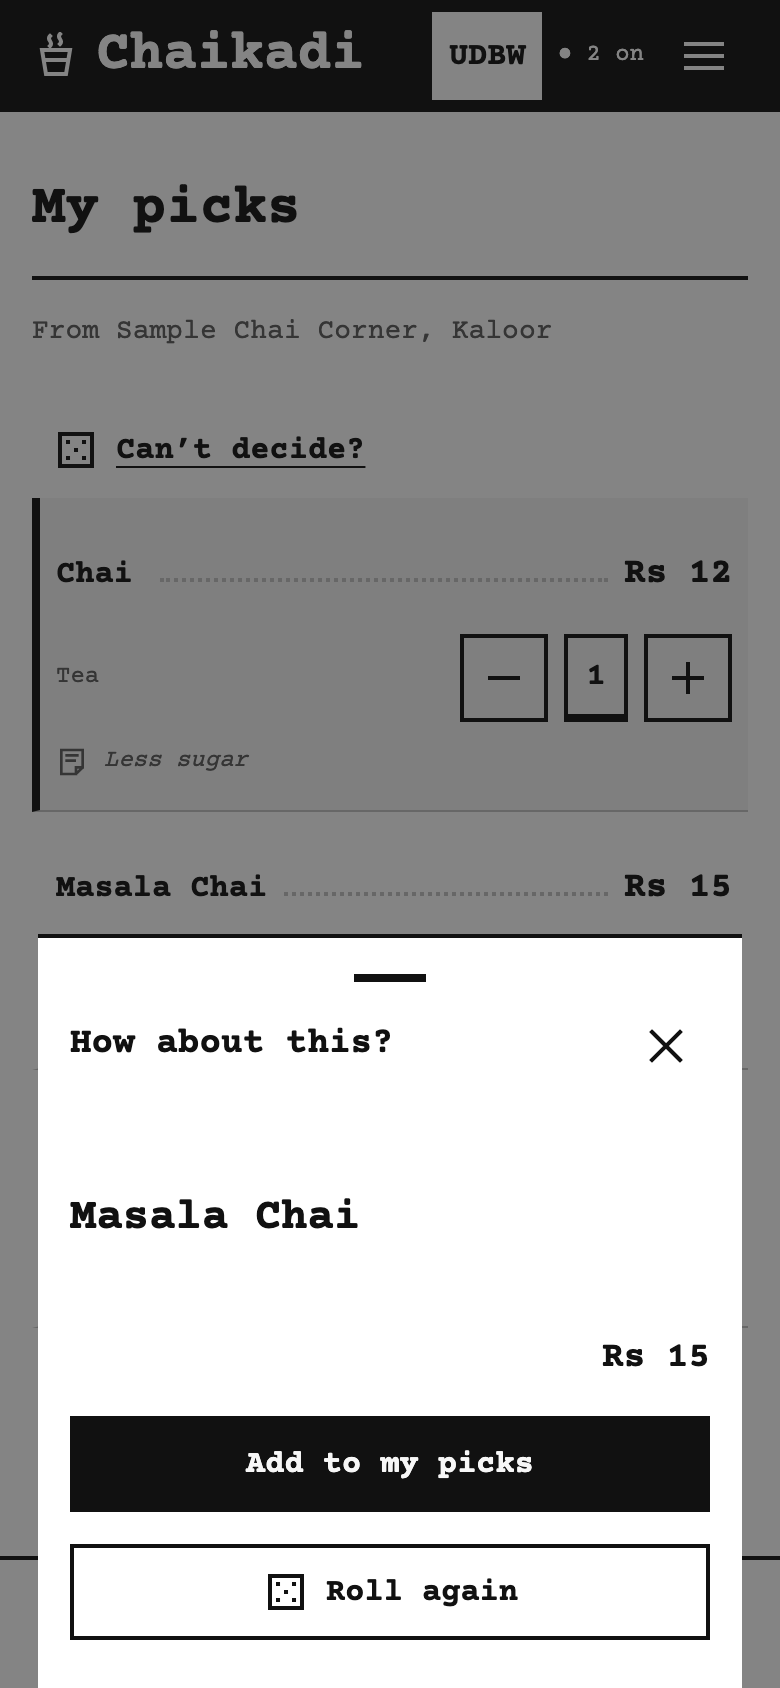 Chaikadi UDBW • 2 on
My picks
From Sample Chai Corner, Kaloor
Can’t decide?
Chai Rs 12
Tea 1
Less sugar
Masala Chai Rs 15
How about this?
Masala Chai
Rs 15
Add to my picks
Roll again